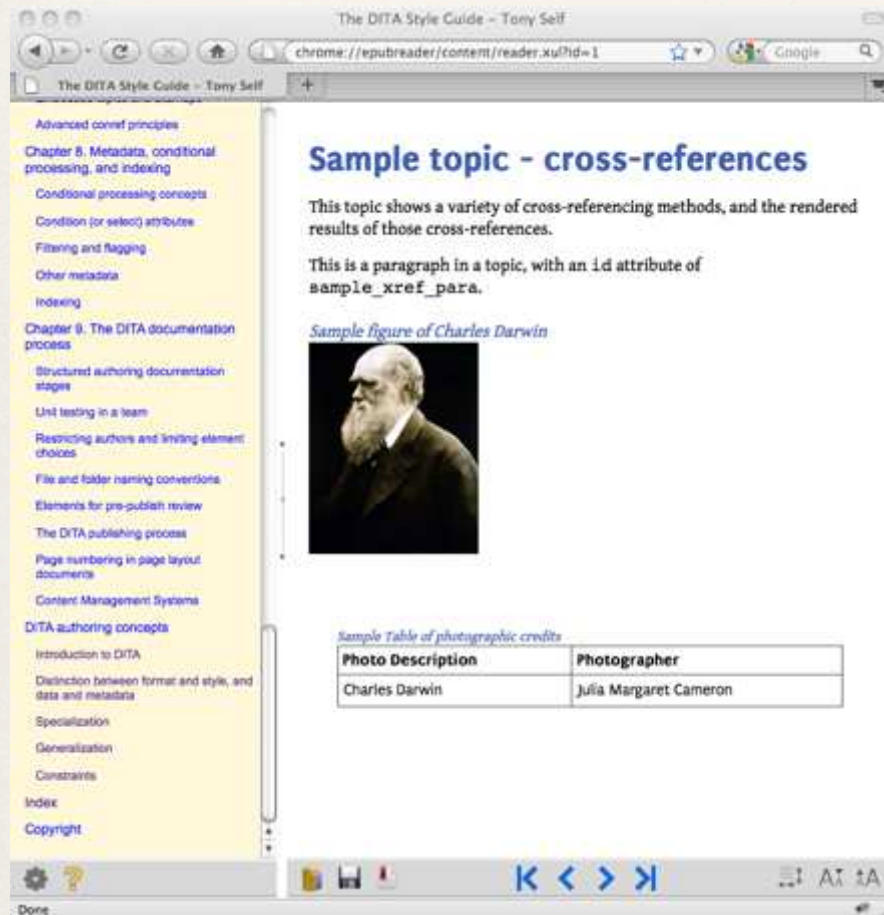 The DITA Style Guide – Tony Self
chrome://epubreader/content/reader.xul?id=1
Google
The DITA Style Guide – Tony Self
Advanced conref principles
Chapter 8. Metadata, conditional
processing, and indexing
Conditional processing concepts
Condition (or select) attributes
Filtering and flagging
Other metadata
Indexing
Chapter 9. The DITA documentation
process
Structured authoring documentation
stages
Unit testing in a team
Restricting authors and limiting element
choices
File and folder naming conventions
Elements for pre-publish review
The DITA publishing process
Page numbering in page layout
documents
Content Management Systems
DITA authoring concepts
Introduction to DITA
Distinction between format and style, and
data and metadata
Specialization
Generalization
Constraints
Index
Copyright
Sample topic - cross-references
This topic shows a variety of cross-referencing methods, and the rendered
results of those cross-references.
This is a paragraph in a topic, with an id attribute of
sample_xref_para.
Sample figure of Charles Darwin
Sample Table of photographic credits
Photo Description Photographer
Charles Darwin Julia Margaret Cameron
Done